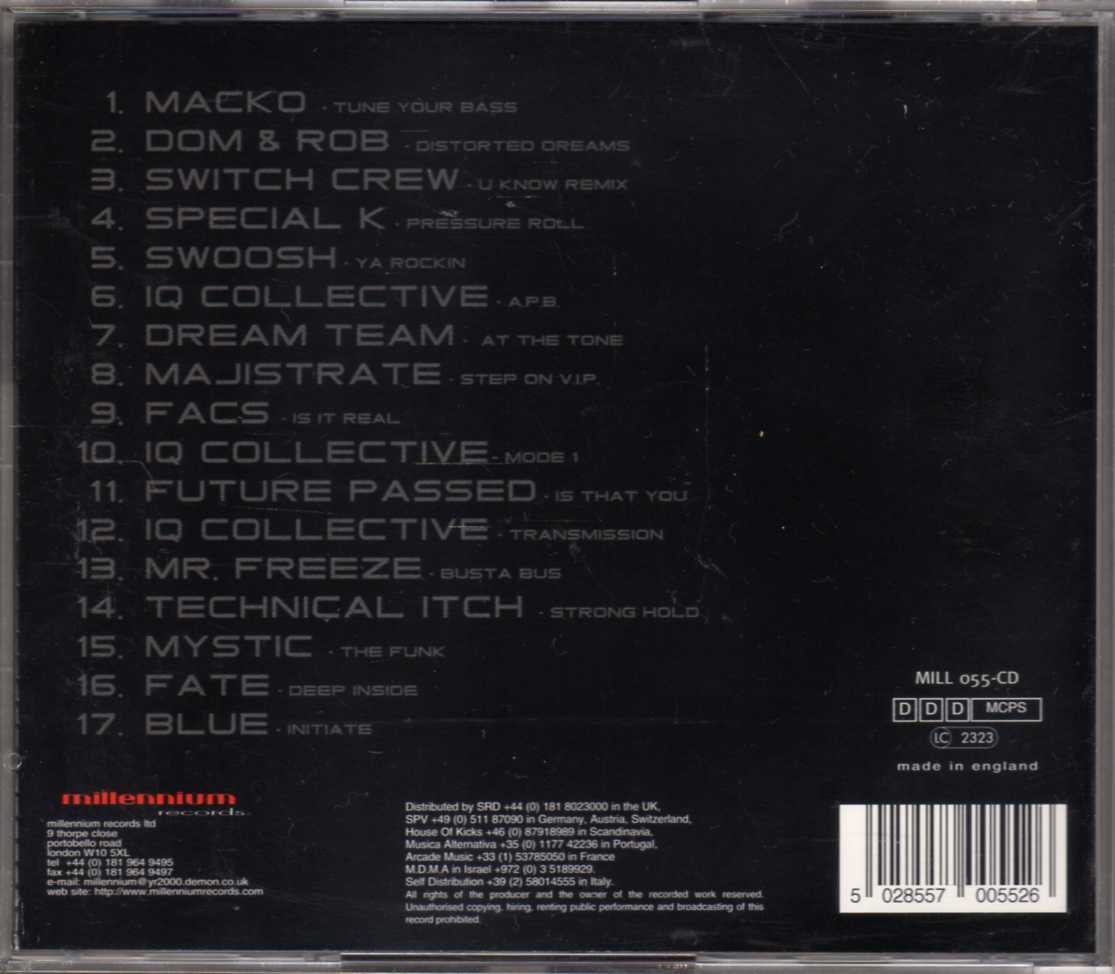 1. MACKO · TUNE YOUR BASS
2. DOM & ROB · DISTORTED DREAMS
3. SWITCH CREW · U KNOW REMIX
4. SPECIAL K · PRESSURE ROLL
5. SWOOSH · YA ROCKIN
6. IQ COLLECTIVE · A.P.B.
7. DREAM TEAM · AT THE TONE
8. MAJISTRATE · STEP ON V.I.P.
9. FACS · IS IT REAL
10. IQ COLLECTIVE · MODE 1
11. FUTURE PASSED · IS THAT YOU
12. IQ COLLECTIVE · TRANSMISSION
13. MR. FREEZE · BUSTA BUS
14. TECHNICAL ITCH · STRONG HOLD
15. MYSTIC · THE FUNK
16. FATE · DEEP INSIDE
17. BLUE · INITIATE
MILL 055-CD
D D D MCPS
LC 2323
made in england
millennium
records
millennium records ltd
9 thorpe close
portobello road
london W10 5XL
tel +44 (0) 181 964 9495
fax +44 (0) 181 964 9497
e-mail: millennium@yr2000.demon.co.uk
web site: http://www.millenniumrecords.com
Distributed by SRD +44 (0) 181 8023000 in the UK,
SPV +49 (0) 511 87090 in Germany, Austria, Switzerland,
House Of Kicks +46 (0) 87918989 in Scandinavia,
Musica Alternativa +35 (0) 1177 42236 in Portugal,
Arcade Music +33 (1) 53785050 in France
M.D.M.A in Israel +972 (0) 3 5189929.
Self Distribution +39 (2) 58014555 in Italy.
All rights of the producer and the owner of the recorded work reserved.
Unauthorised copying, hiring, renting public performance and broadcasting of this
record prohibited.
5 028557 005526